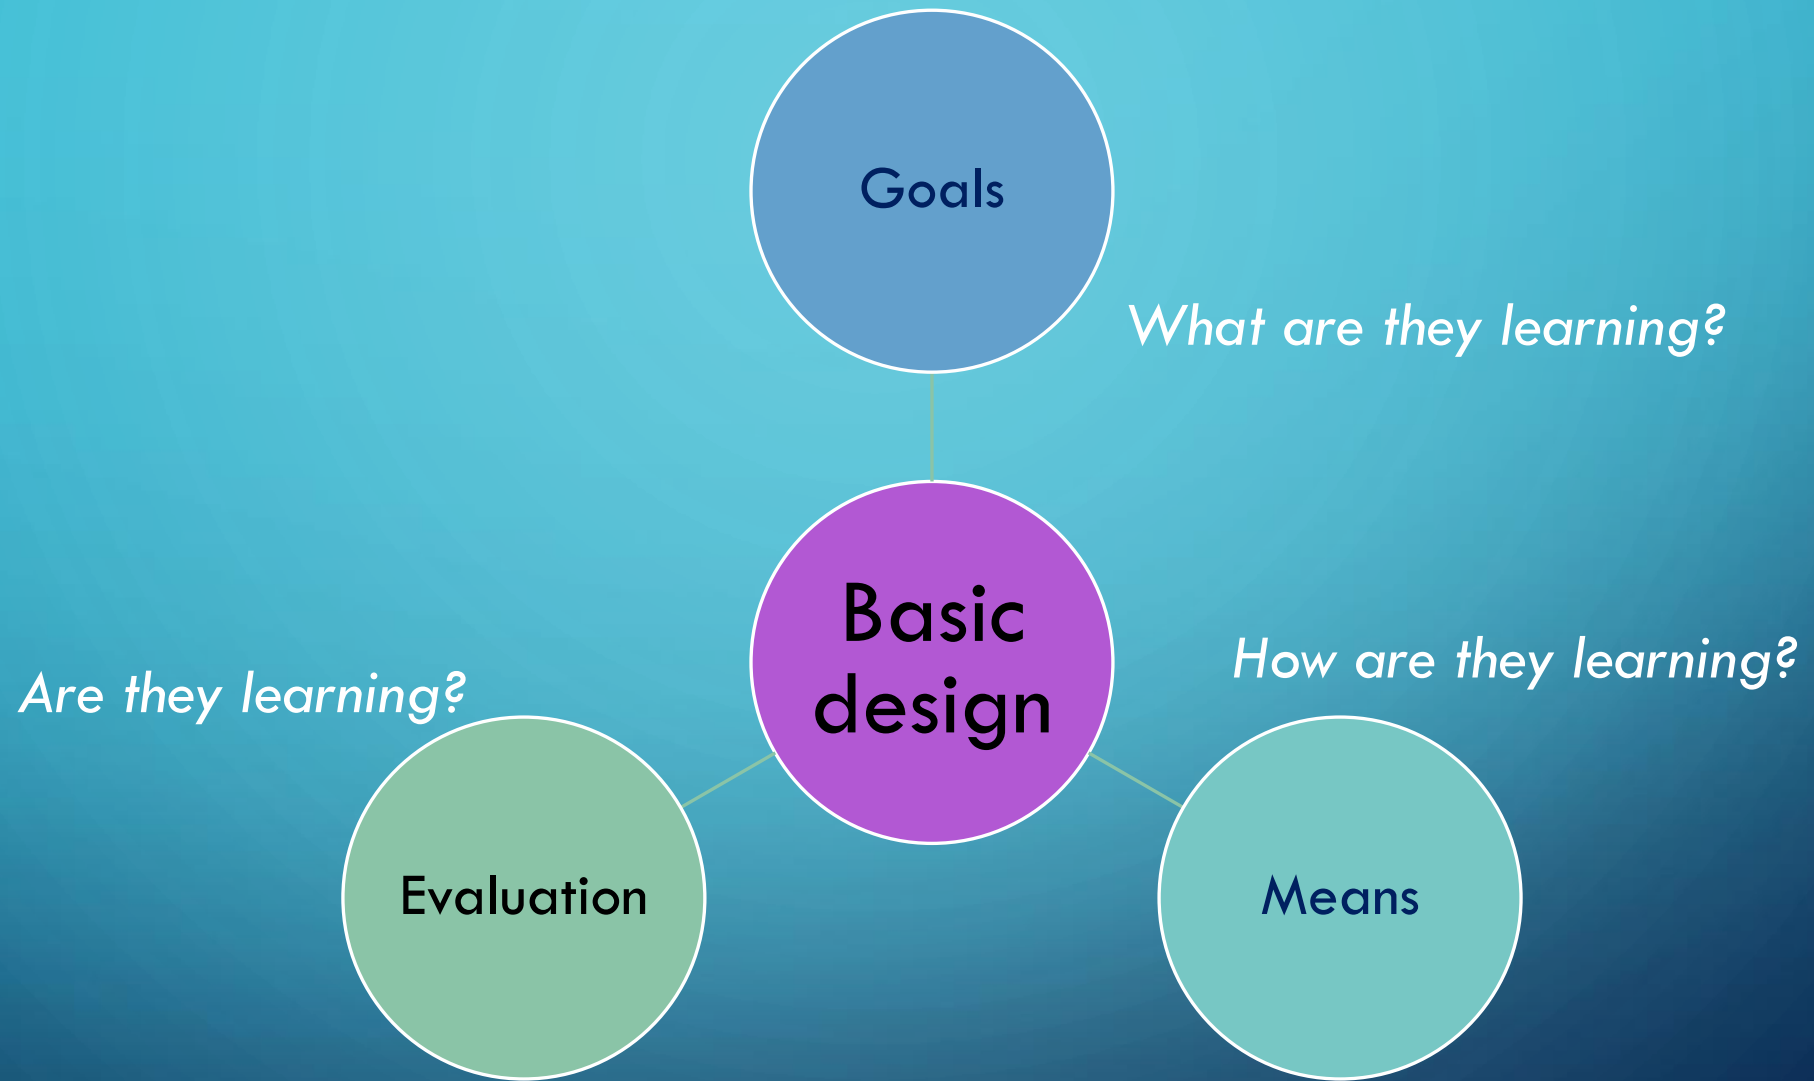 Goals
What are they learning?
Basic
design
How are they learning?
Are they learning?
Evaluation
Means